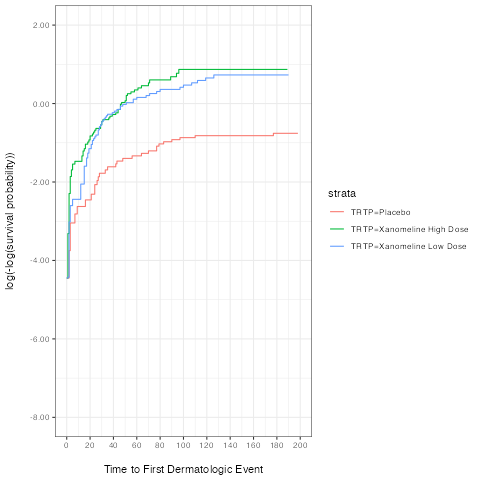 2.00
0.00
-2.00
-4.00
-6.00
-8.00
log(-log(survival probability))
0 20 40 60 80 100 120 140 160 180 200
Time to First Dermatologic Event
strata
TRTP=Placebo
TRTP=Xanomeline High Dose
TRTP=Xanomeline Low Dose